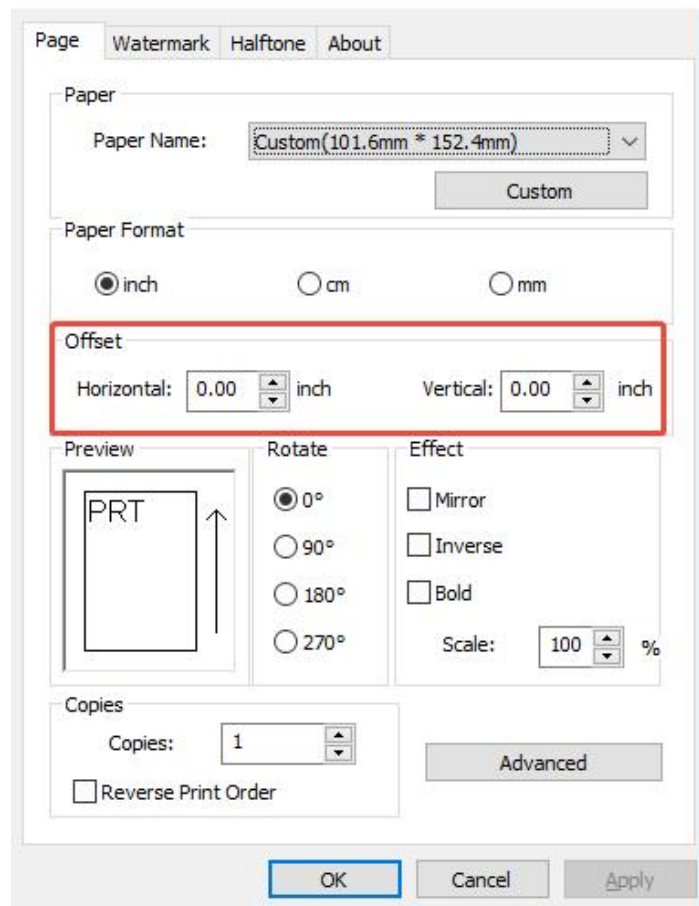 Page Watermark Halftone About
Paper
Paper Name: Custom(101.6mm * 152.4mm)
Custom
Paper Format
inch cm mm
Offset
Horizontal: 0.00 inch Vertical: 0.00 inch
Preview Rotate Effect
PRT 0° Mirror
90° Inverse
180° Bold
270° Scale: 100 %
Copies
Copies: 1
Advanced
Reverse Print Order
OK Cancel Apply